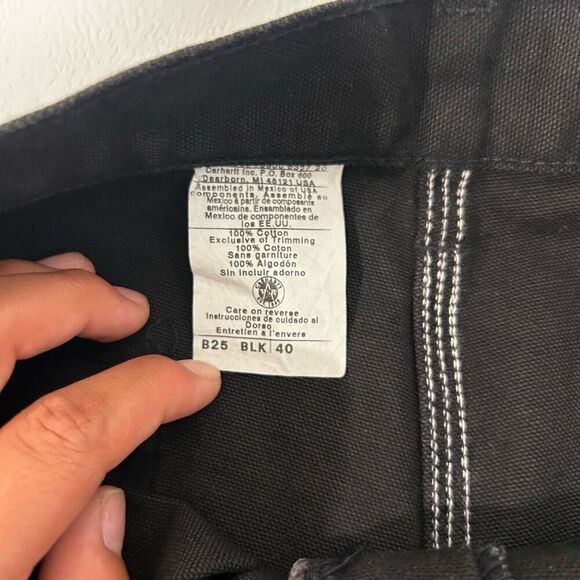 Carhartt Inc. P.O. Box 600
Dearborn, MI 48121 USA
Assembled in Mexico of USA
components. Assemblé au
Mexico à partir de composants
américains. Ensamblado en
Mexico de componentes de
los EE.UU.
100% Cotton
Exclusive of Trimming
100% Coton
Sans garniture
100% Algodón
Sin incluir adorno
Care on reverse
Instrucciones de cuidado al
Dorso
Entretien a l'envers
B25 BLK 40